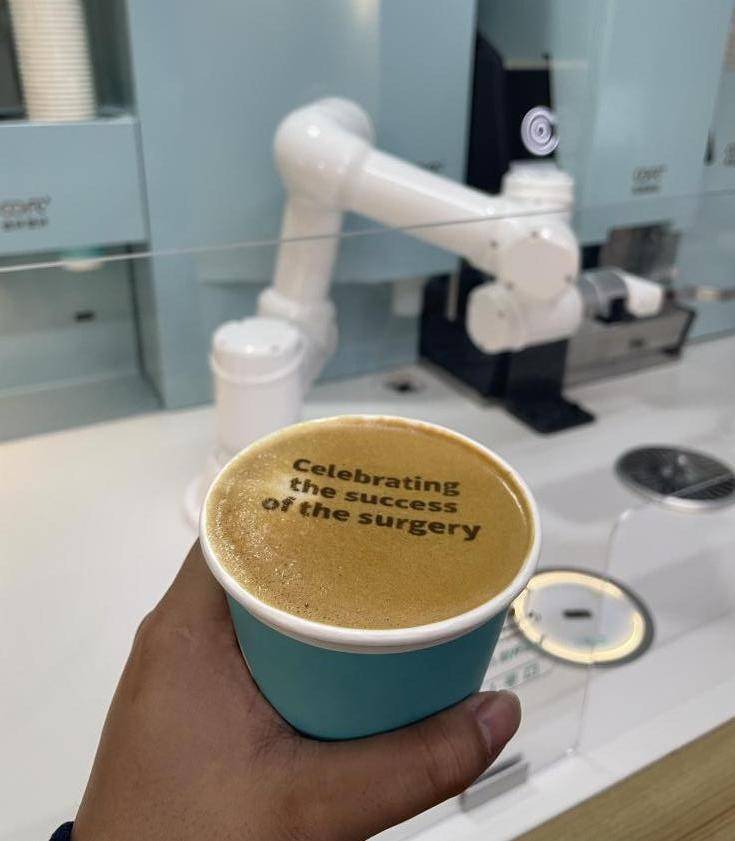 Celebrating
the success
of the surgery